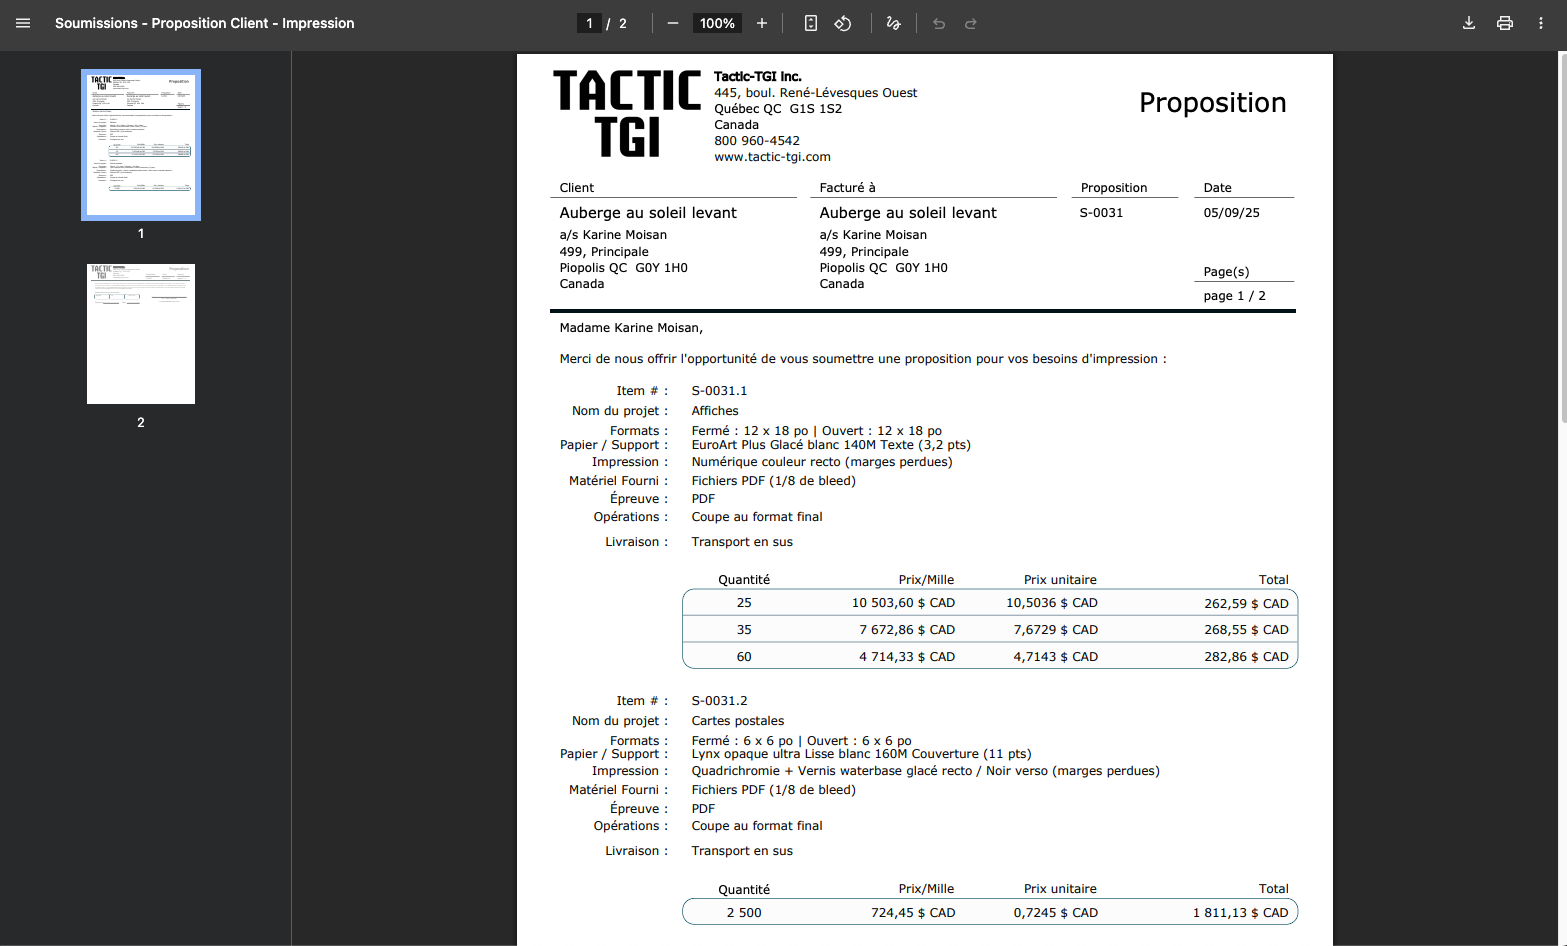 Soumissions - Proposition Client - Impression
1 / 2
100%
1
2
TACTIC
TGI
Tactic-TGI inc.
445, boul. René-Lévesques Ouest
Québec QC  G1S 1S2
Canada
800 960-4542
www.tactic-tgi.com
Proposition
Client
Facturé à
Proposition
Date
Auberge au soleil levant
Auberge au soleil levant
S-0031
05/09/25
a/s Karine Moisan
a/s Karine Moisan
499, Principale
499, Principale
Piopolis QC  G0Y 1H0
Piopolis QC  G0Y 1H0
Canada
Canada
Page(s)
page 1 / 2
Madame Karine Moisan,
Merci de nous offrir l'opportunité de vous soumettre une proposition pour vos besoins d'impression :
Item # : S-0031.1
Nom du projet : Affiches
Formats : Fermé : 12 x 18 po | Ouvert : 12 x 18 po
Papier / Support : EuroArt Plus Glacé blanc 140M Texte (3,2 pts)
Impression : Numérique couleur recto (marges perdues)
Matériel Fourni : Fichiers PDF (1/8 de bleed)
Épreuve : PDF
Opérations : Coupe au format final
Livraison : Transport en sus
Quantité Prix/Mille Prix unitaire Total
25 10 503,60 $ CAD 10,5036 $ CAD 262,59 $ CAD
35 7 672,86 $ CAD 7,6729 $ CAD 268,55 $ CAD
60 4 714,33 $ CAD 4,7143 $ CAD 282,86 $ CAD
Item # : S-0031.2
Nom du projet : Cartes postales
Formats : Fermé : 6 x 6 po | Ouvert : 6 x 6 po
Papier / Support : Lynx opaque ultra Lisse blanc 160M Couverture (11 pts)
Impression : Quadrichromie + Vernis waterbase glacé recto / Noir verso (marges perdues)
Matériel Fourni : Fichiers PDF (1/8 de bleed)
Épreuve : PDF
Opérations : Coupe au format final
Livraison : Transport en sus
Quantité Prix/Mille Prix unitaire Total
2 500 724,45 $ CAD 0,7245 $ CAD 1 811,13 $ CAD